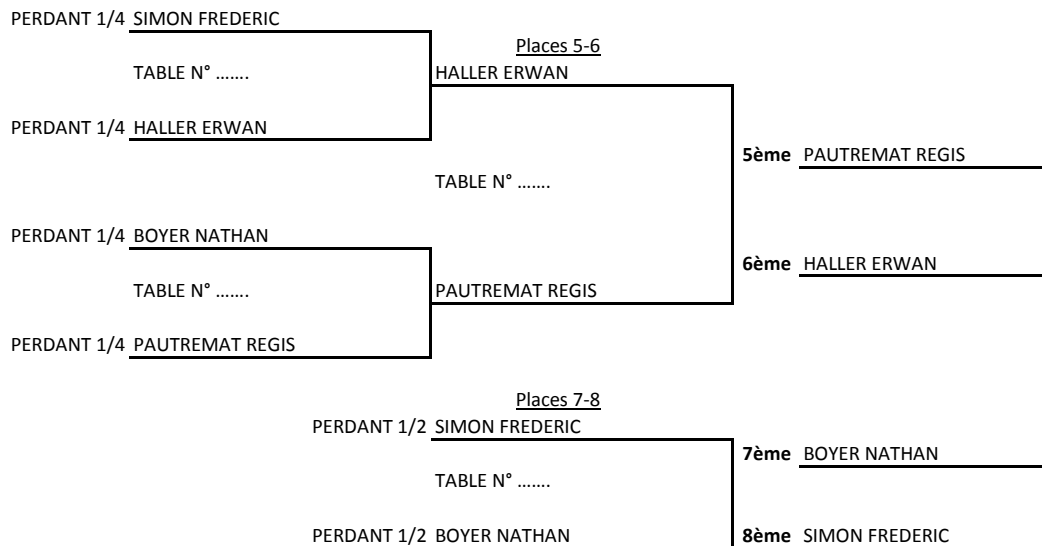 PERDANT 1/4 SIMON FREDERIC
Places 5-6
TABLE N° ……. HALLER ERWAN
PERDANT 1/4 HALLER ERWAN
5ème PAUTREMAT REGIS
TABLE N° …….
PERDANT 1/4 BOYER NATHAN
6ème HALLER ERWAN
TABLE N° ……. PAUTREMAT REGIS
PERDANT 1/4 PAUTREMAT REGIS
Places 7-8
PERDANT 1/2 SIMON FREDERIC
7ème BOYER NATHAN
TABLE N° …….
PERDANT 1/2 BOYER NATHAN 8ème SIMON FREDERIC